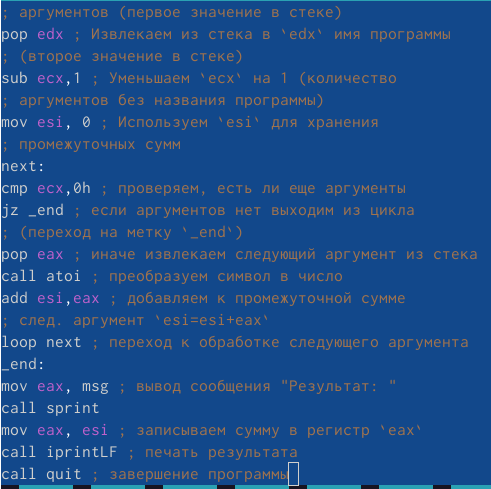 ; аргументов (первое значение в стеке)
pop edx ; Извлекаем из стека в `edx` имя программы
; (второе значение в стеке)
sub ecx,1 ; Уменьшаем `ecx` на 1 (количество
; аргументов без названия программы)
mov esi, 0 ; Используем `esi` для хранения
; промежуточных сумм
next:
cmp ecx,0h ; проверяем, есть ли еще аргументы
jz _end ; если аргументов нет выходим из цикла
; (переход на метку `_end`)
pop eax ; иначе извлекаем следующий аргумент из стека
call atoi ; преобразуем символ в число
add esi,eax ; добавляем к промежуточной сумме
; след. аргумент `esi=esi+eax`
loop next ; переход к обработке следующего аргумента
_end:
mov eax, msg ; вывод сообщения "Результат: "
call sprint
mov eax, esi ; записываем сумму в регистр `eax`
call iprintLF ; печать результата
call quit ; завершение программы